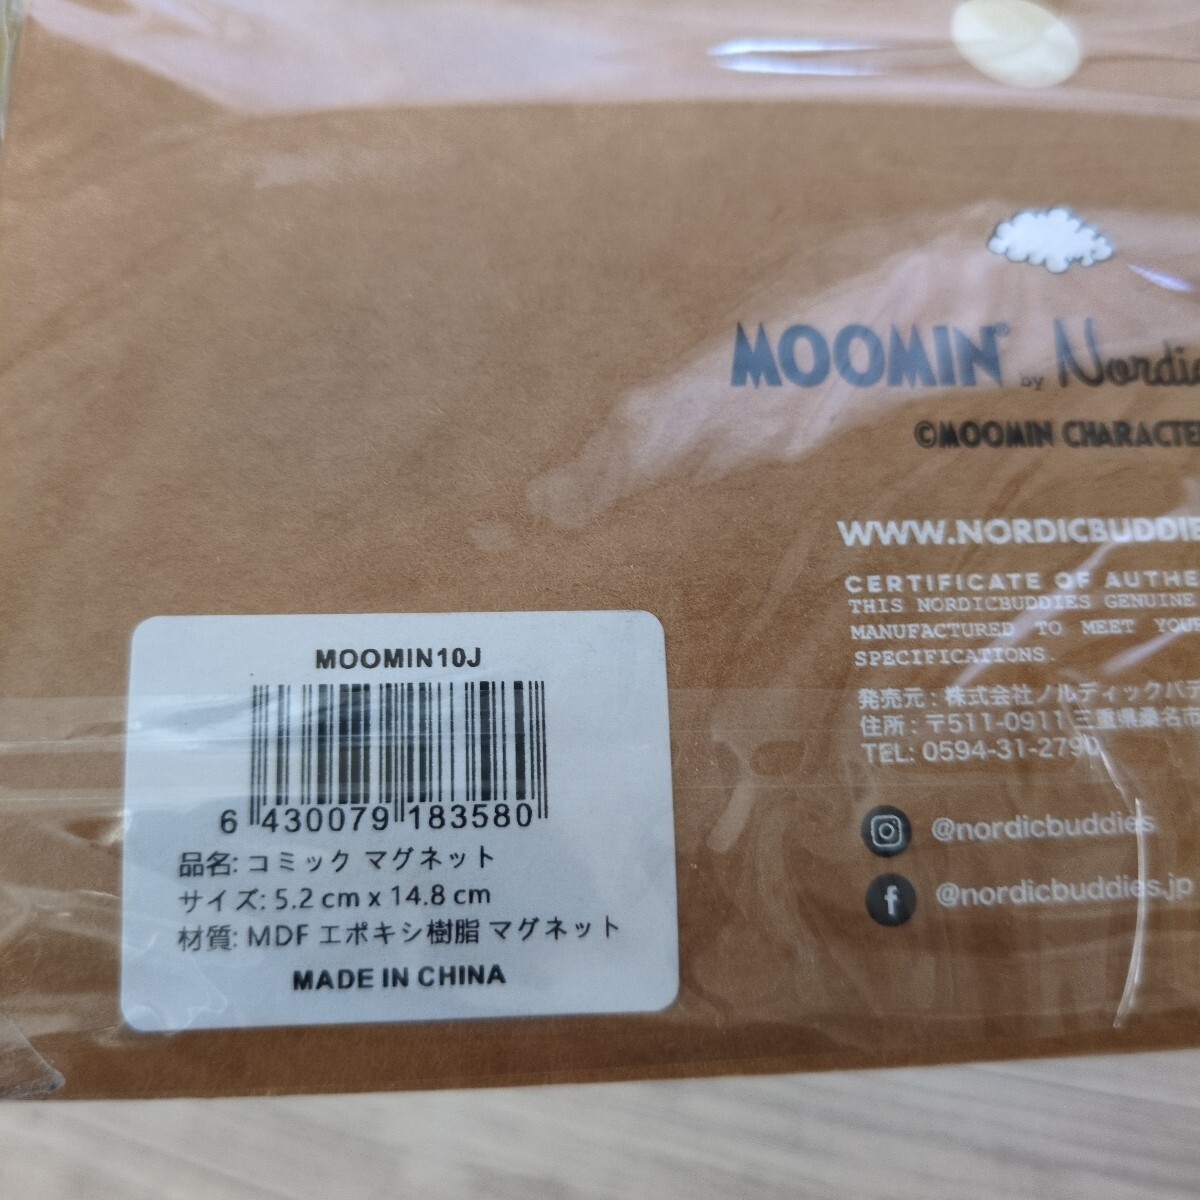 MOOMIN® by Nordic
©MOOMIN CHARACTE
WWW.NORDICBUDDIE
CERTIFICATE OF AUTHE
THIS NORDICBUDDIES GENUINE
MANUFACTURED TO MEET YOUR
SPECIFICATIONS.
発売元 : 株式会社ノルディックバデ
住所 : 〒511-0911 三重県桑名市
TEL: 0594-31-2790
@nordicbuddies
f @nordicbuddies.jp
MOOMIN10J
6 430079 183580
品名: コミック マグネット
サイズ: 5.2 cm x 14.8 cm
材質: MDF エポキシ樹脂 マグネット
MADE IN CHINA